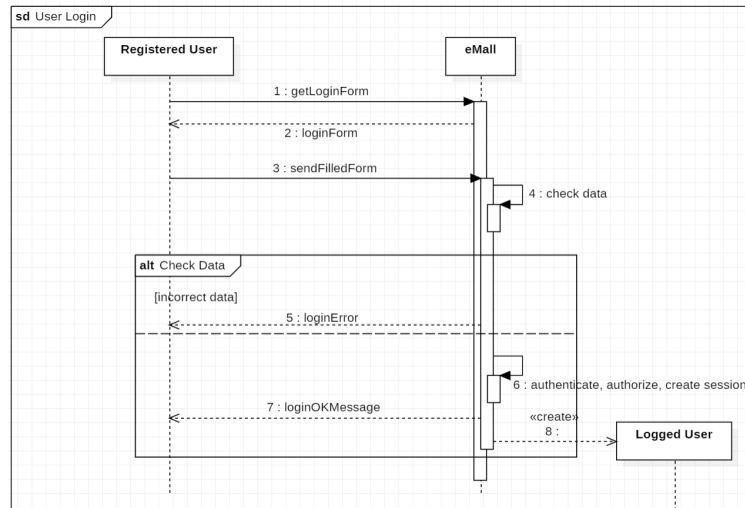 sd User Login
Registered User
eMall
1 : getLoginForm
2 : loginForm
3 : sendFilledForm
4 : check data
alt Check Data
[incorrect data]
5 : loginError
6 : authenticate, authorize, create session
7 : loginOKMessage
«create»
8 :
Logged User